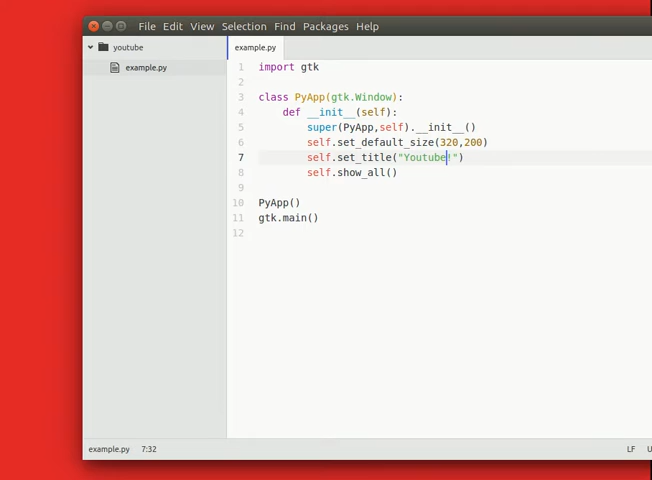 File Edit View Selection Find Packages Help
youtube
example.py
example.py
1 import gtk
2
3 class PyApp(gtk.Window):
4 def __init__(self):
5 super(PyApp,self).__init__()
6 self.set_default_size(320,200)
7 self.set_title("Youtube!")
8 self.show_all()
9
10 PyApp()
11 gtk.main()
12
example.py 7:32 LF U